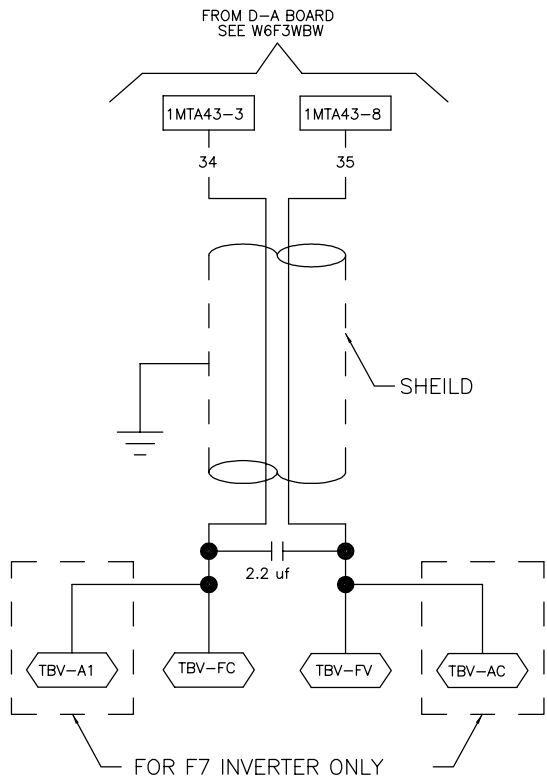 FROM D-A BOARD
SEE W6F3WBW
1MTA43-3
1MTA43-8
34
35
SHEILD
2.2 uf
TBV-A1
TBV-FC
TBV-FV
TBV-AC
FOR F7 INVERTER ONLY